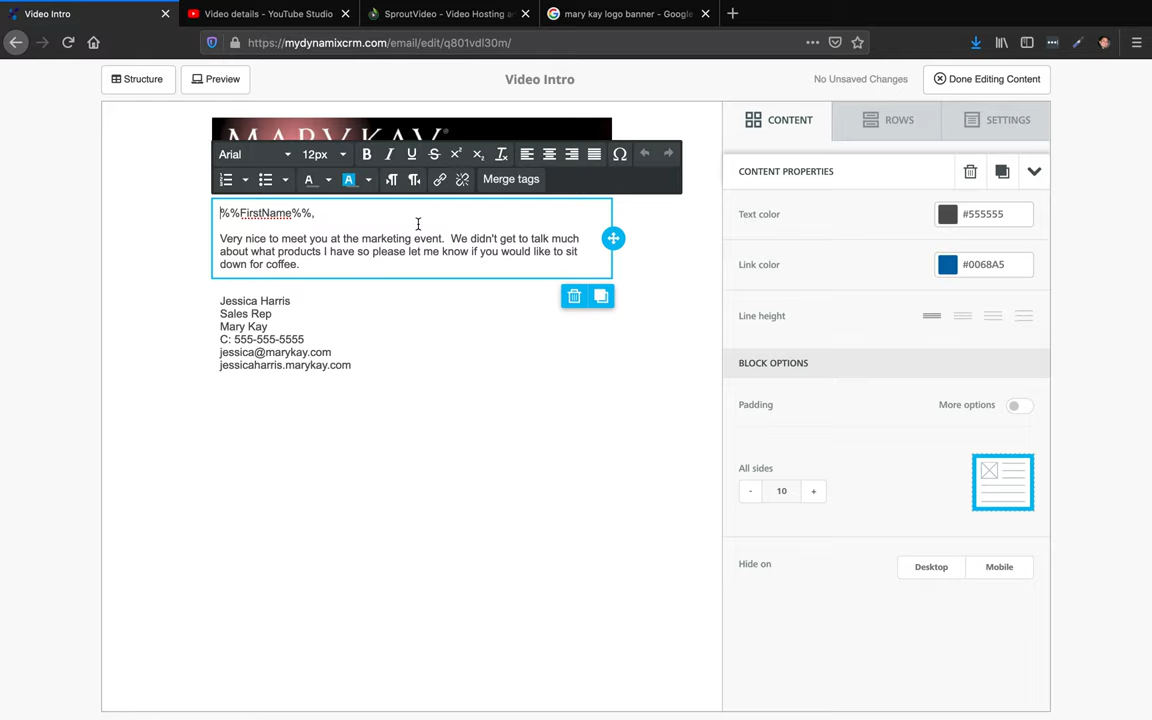 Video Intro
Video details - YouTube Studio
SproutVideo - Video Hosting a
mary kay logo banner - Google
https://mydynamixcrm.com/email/edit/q801vdl30m/
Structure
Preview
Video Intro
No Unsaved Changes
Done Editing Content
MARY KAY®
CONTENT
ROWS
SETTINGS
Arial
12px
Merge tags
CONTENT PROPERTIES
Text color
#555555
Link color
#0068A5
Line height
BLOCK OPTIONS
Padding
More options
All sides
- 10 +
Hide on
Desktop
Mobile
%%FirstName%%,
Very nice to meet you at the marketing event.  We didn't get to talk much
about what products I have so please let me know if you would like to sit
down for coffee.
Jessica Harris
Sales Rep
Mary Kay
C: 555-555-5555
jessica@marykay.com
jessicaharris.marykay.com